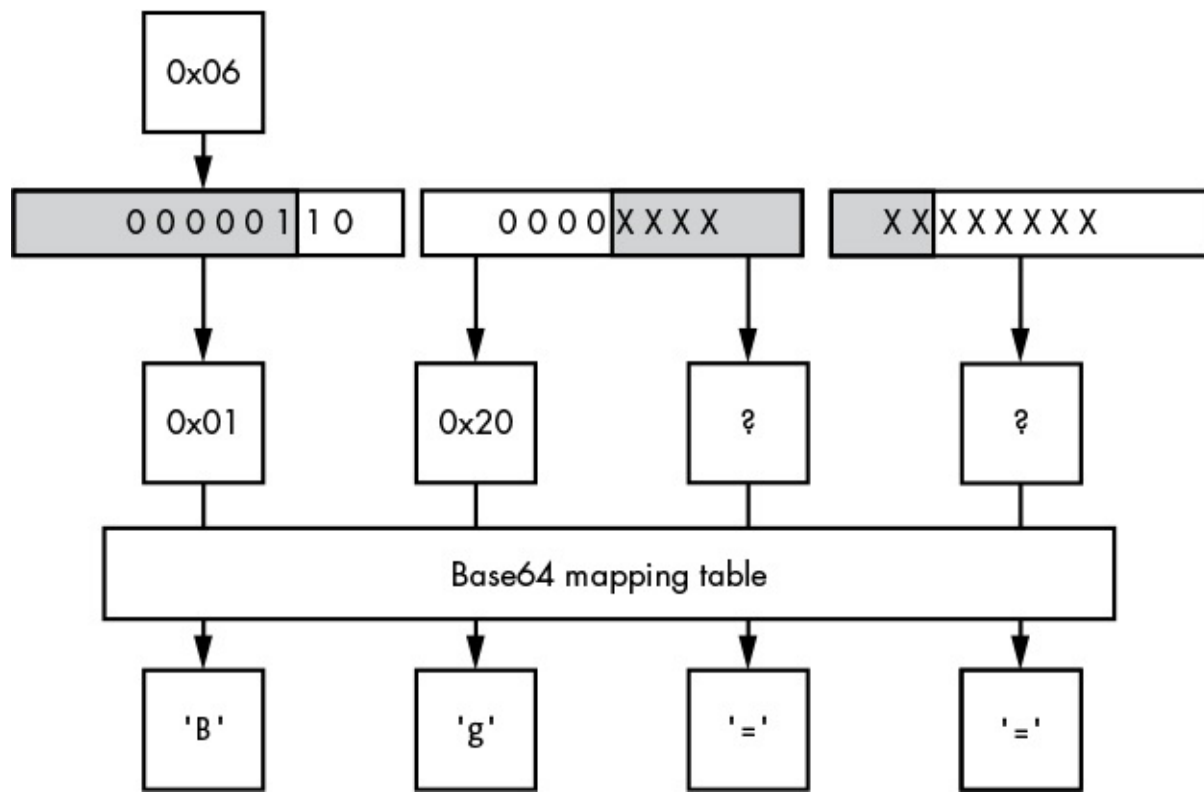 0x06
0 0 0 0 0 1 1 0 0 0 0 0 X X X X X X X X X X X X
0x01 0x20 ? ?
Base64 mapping table
'B' 'g' '=' '='